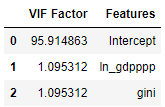 VIF Factor Features
0 95.914863 Intercept
1 1.095312 ln_gdpppp
2 1.095312 gini